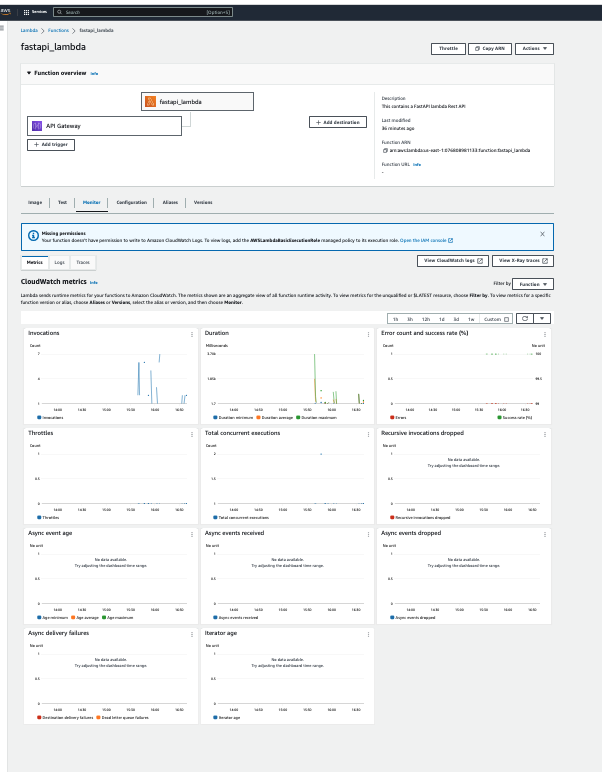 aws
Services
Search
[Option+S]
Lambda > Functions > fastapi_lambda
fastapi_lambda
Throttle
Copy ARN
Actions
Function overview Info
fastapi_lambda
API Gateway
+ Add trigger
+ Add destination
Description
This contains a FastAPI lambda Rest API
Last modified
36 minutes ago
Function ARN
Function URL Info
-
Image
Test
Monitor
Configuration
Aliases
Versions
Missing permissions
Your function doesn't have permission to write to Amazon CloudWatch Logs. To view logs, add the AWSLambdaBasicExecutionRole managed policy to its execution role. Open the IAM console
Metrics
Logs
Traces
View CloudWatch logs
View X-Ray traces
CloudWatch metrics Info
Filter by
Function
Lambda sends runtime metrics for your functions to Amazon CloudWatch. The metrics shown are an aggregate view of all function runtime activity. To view metrics for the unqualified or $LATEST resource, choose Filter by. To view metrics for a specific
function version or alias, choose Aliases or Versions, select the alias or version, and then choose Monitor.
1h 3h 12h 1d 3d 1w Custom
Invocations
Count
7
4
1
14:00 14:30 15:00 15:30 16:00 16:30
Invocations
Duration
Milliseconds
1.7
14:00 14:30 15:00 15:30 16:00 16:30
Duration minimum Duration average Duration maximum
Error count and success rate (%)
Count
No unit
1
100
0.5
99.5
0
99
14:00 14:30 15:00 15:30 16:00 16:30
Errors
Success rate (%)
Throttles
Count
1
0.5
0
14:00 14:30 15:00 15:30 16:00 16:30
Throttles
Total concurrent executions
Count
2
1.5
1
14:00 14:30 15:00 15:30 16:00 16:30
Total concurrent executions
Recursive invocations dropped
No unit
1
No data available.
Try adjusting the dashboard time range.
0.5
0
14:00 14:30 15:00 15:30 16:00 16:30
Recursive invocations dropped
Async event age
No unit
1
No data available.
Try adjusting the dashboard time range.
0.5
0
14:00 14:30 15:00 15:30 16:00 16:30
Age minimum Age average Age maximum
Async events received
No unit
1
No data available.
Try adjusting the dashboard time range.
0.5
0
14:00 14:30 15:00 15:30 16:00 16:30
Async events received
Async events dropped
No unit
1
No data available.
Try adjusting the dashboard time range.
0.5
0
14:00 14:30 15:00 15:30 16:00 16:30
Async events dropped
Async delivery failures
No unit
1
No data available.
Try adjusting the dashboard time range.
0.5
0
14:00 14:30 15:00 15:30 16:00 16:30
Destination delivery failures Dead letter queue failures
Iterator age
No unit
1
No data available.
Try adjusting the dashboard time range.
0.5
0
14:00 14:30 15:00 15:30 16:00 16:30
Iterator age